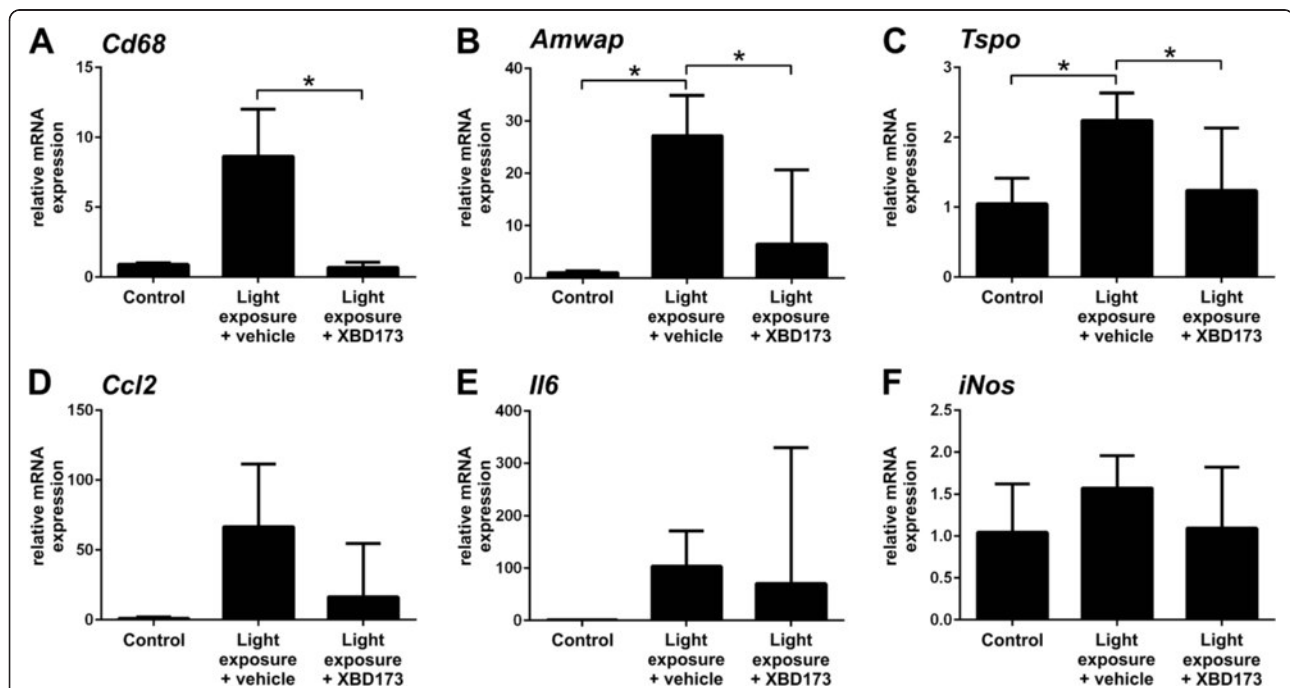 A Cd68
relative mRNA
expression
15
10
5
0
*
Control
Light
exposure
+ vehicle
Light
exposure
+ XBD173
B Amwap
relative mRNA
expression
40
30
20
10
0
*
*
Control
Light
exposure
+ vehicle
Light
exposure
+ XBD173
C Tspo
relative mRNA
expression
3
2
1
0
*
*
Control
Light
exposure
+ vehicle
Light
exposure
+ XBD173
D Ccl2
relative mRNA
expression
150
100
50
0
Control
Light
exposure
+ vehicle
Light
exposure
+ XBD173
E Il6
relative mRNA
expression
400
300
200
100
0
Control
Light
exposure
+ vehicle
Light
exposure
+ XBD173
F iNos
relative mRNA
expression
2.5
2.0
1.5
1.0
0.5
0.0
Control
Light
exposure
+ vehicle
Light
exposure
+ XBD173